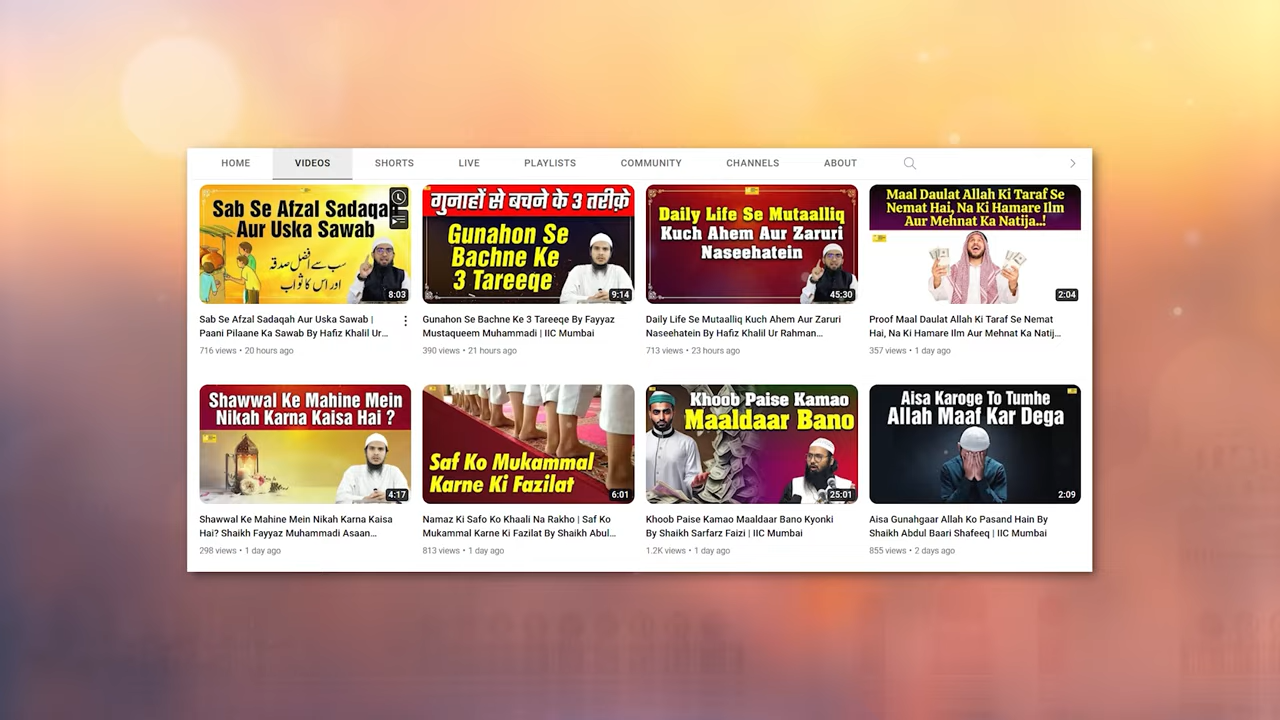 HOME VIDEOS SHORTS LIVE PLAYLISTS COMMUNITY CHANNELS ABOUT
Sab Se Afzal Sadaqa
Aur Uska Sawab
سب سے افضل صدقہ
اور اس کا ثواب
8:03
Sab Se Afzal Sadaqah Aur Uska Sawab |
Paani Pilaane Ka Sawab By Hafiz Khalil Ur...
716 views • 20 hours ago
गुनाहों से बचने के 3 तरीक़े
Gunahon Se
Bachne Ke
3 Tareeqe
9:14
Gunahon Se Bachne Ke 3 Tareeqe By Fayyaz
Mustaqueem Muhammadi | IIC Mumbai
390 views • 21 hours ago
Daily Life Se Mutaalliq
Kuch Ahem Aur Zaruri
Naseehatein
45:30
Daily Life Se Mutaalliq Kuch Ahem Aur Zaruri
Naseehatein By Hafiz Khalil Ur Rahman...
713 views • 23 hours ago
Maal Daulat Allah Ki Taraf Se
Nemat Hai, Na Ki Hamare Ilm
Aur Mehnat Ka Natija..!
2:04
Proof Maal Daulat Allah Ki Taraf Se Nemat
Hai, Na Ki Hamare Ilm Aur Mehnat Ka Natij...
357 views • 1 day ago
Shawwal Ke Mahine Mein
Nikah Karna Kaisa Hai ?
4:17
Shawwal Ke Mahine Mein Nikah Karna Kaisa
Hai? Shaikh Fayyaz Muhammadi Asaan...
298 views • 1 day ago
Saf Ko Mukammal
Karne Ki Fazilat
6:01
Namaz Ki Safo Ko Khaali Na Rakho | Saf Ko
Mukammal Karne Ki Fazilat By Shaikh Abul...
813 views • 1 day ago
Khoob Paise Kamao
Maaldaar Bano
25:01
Khoob Paise Kamao Maaldaar Bano Kyonki
By Shaikh Sarfarz Faizi | IIC Mumbai
1.2K views • 1 day ago
Aisa Karoge To Tumhe
Allah Maaf Kar Dega
2:09
Aisa Gunahgaar Allah Ko Pasand Hain By
Shaikh Abdul Baari Shafeeq | IIC Mumbai
855 views • 2 days ago